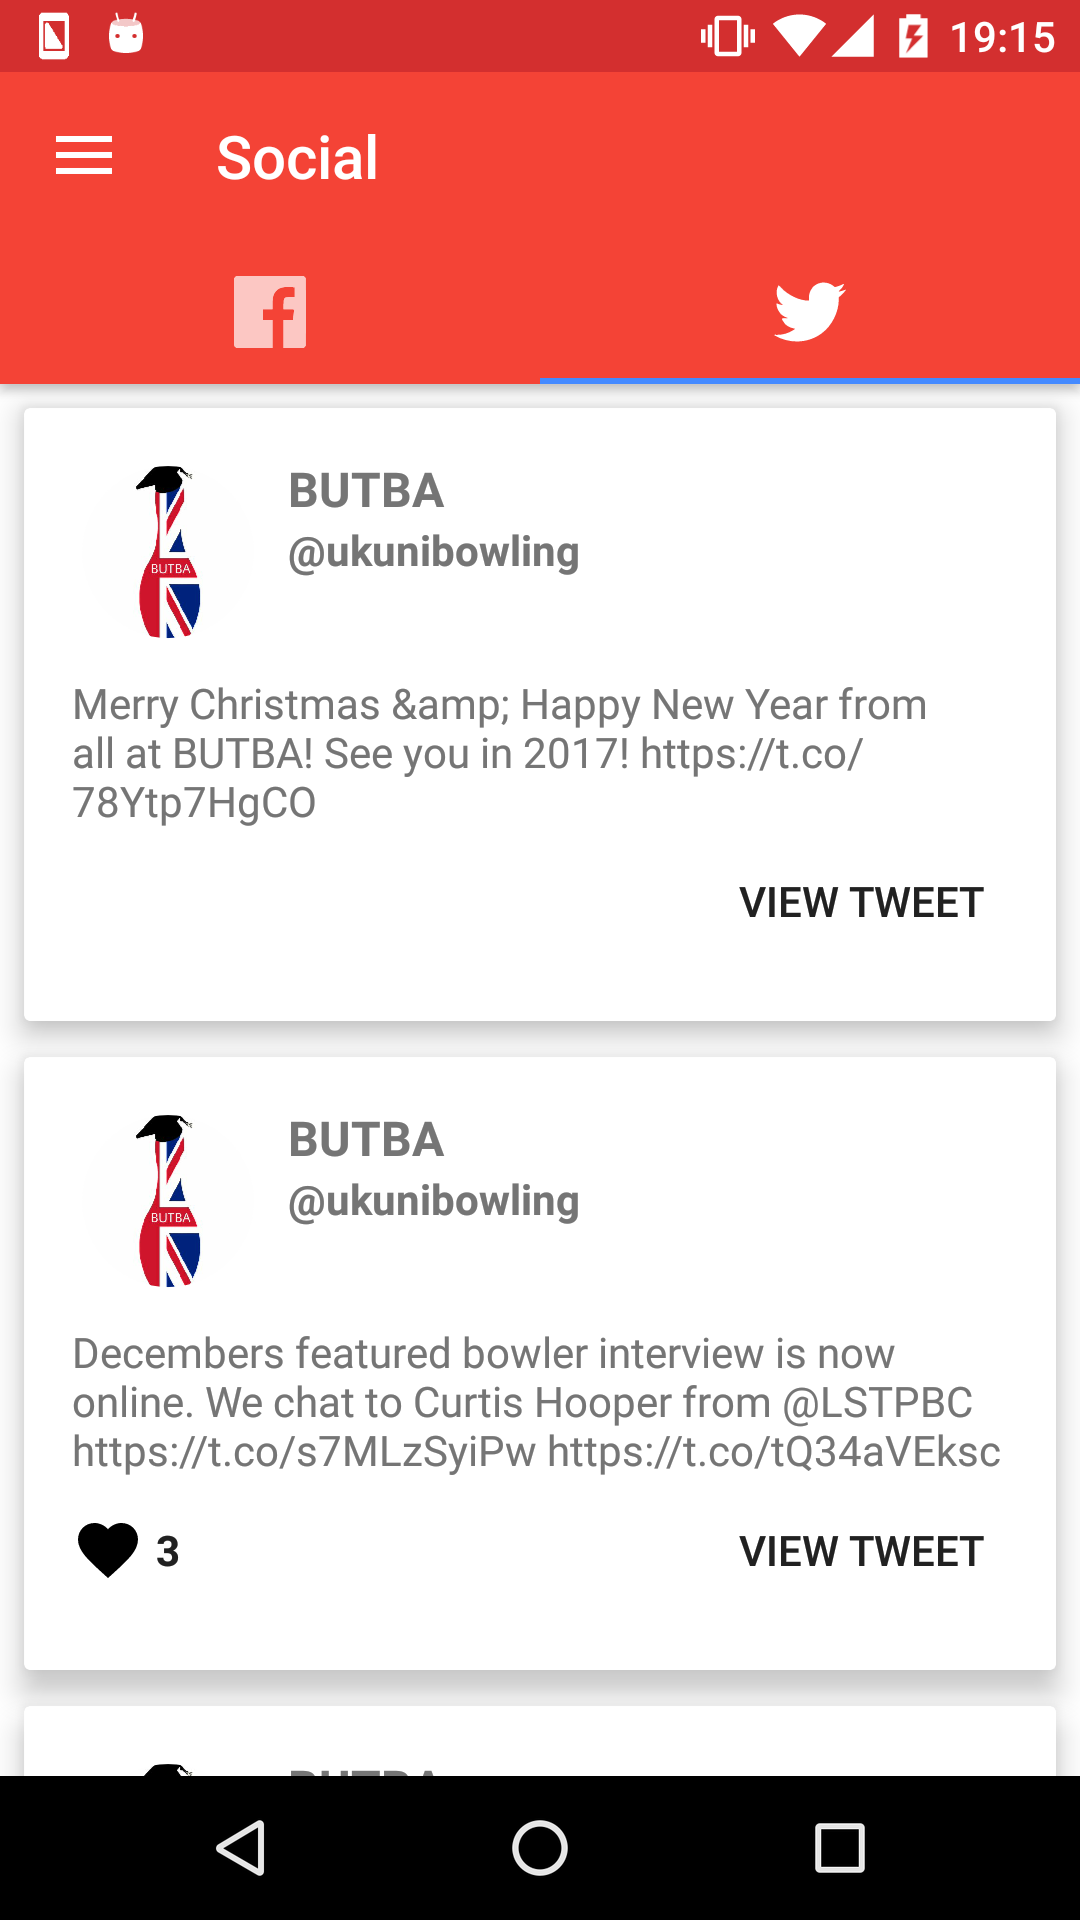 19:15
Social
BUTBA
@ukunibowling
BUTBA
Merry Christmas &amp; Happy New Year from
all at BUTBA! See you in 2017! https://t.co/
78Ytp7HgCO
VIEW TWEET
BUTBA
@ukunibowling
BUTBA
Decembers featured bowler interview is now
online. We chat to Curtis Hooper from @LSTPBC
https://t.co/s7MLzSyiPw https://t.co/tQ34aVEksc
3
VIEW TWEET
BUTBA